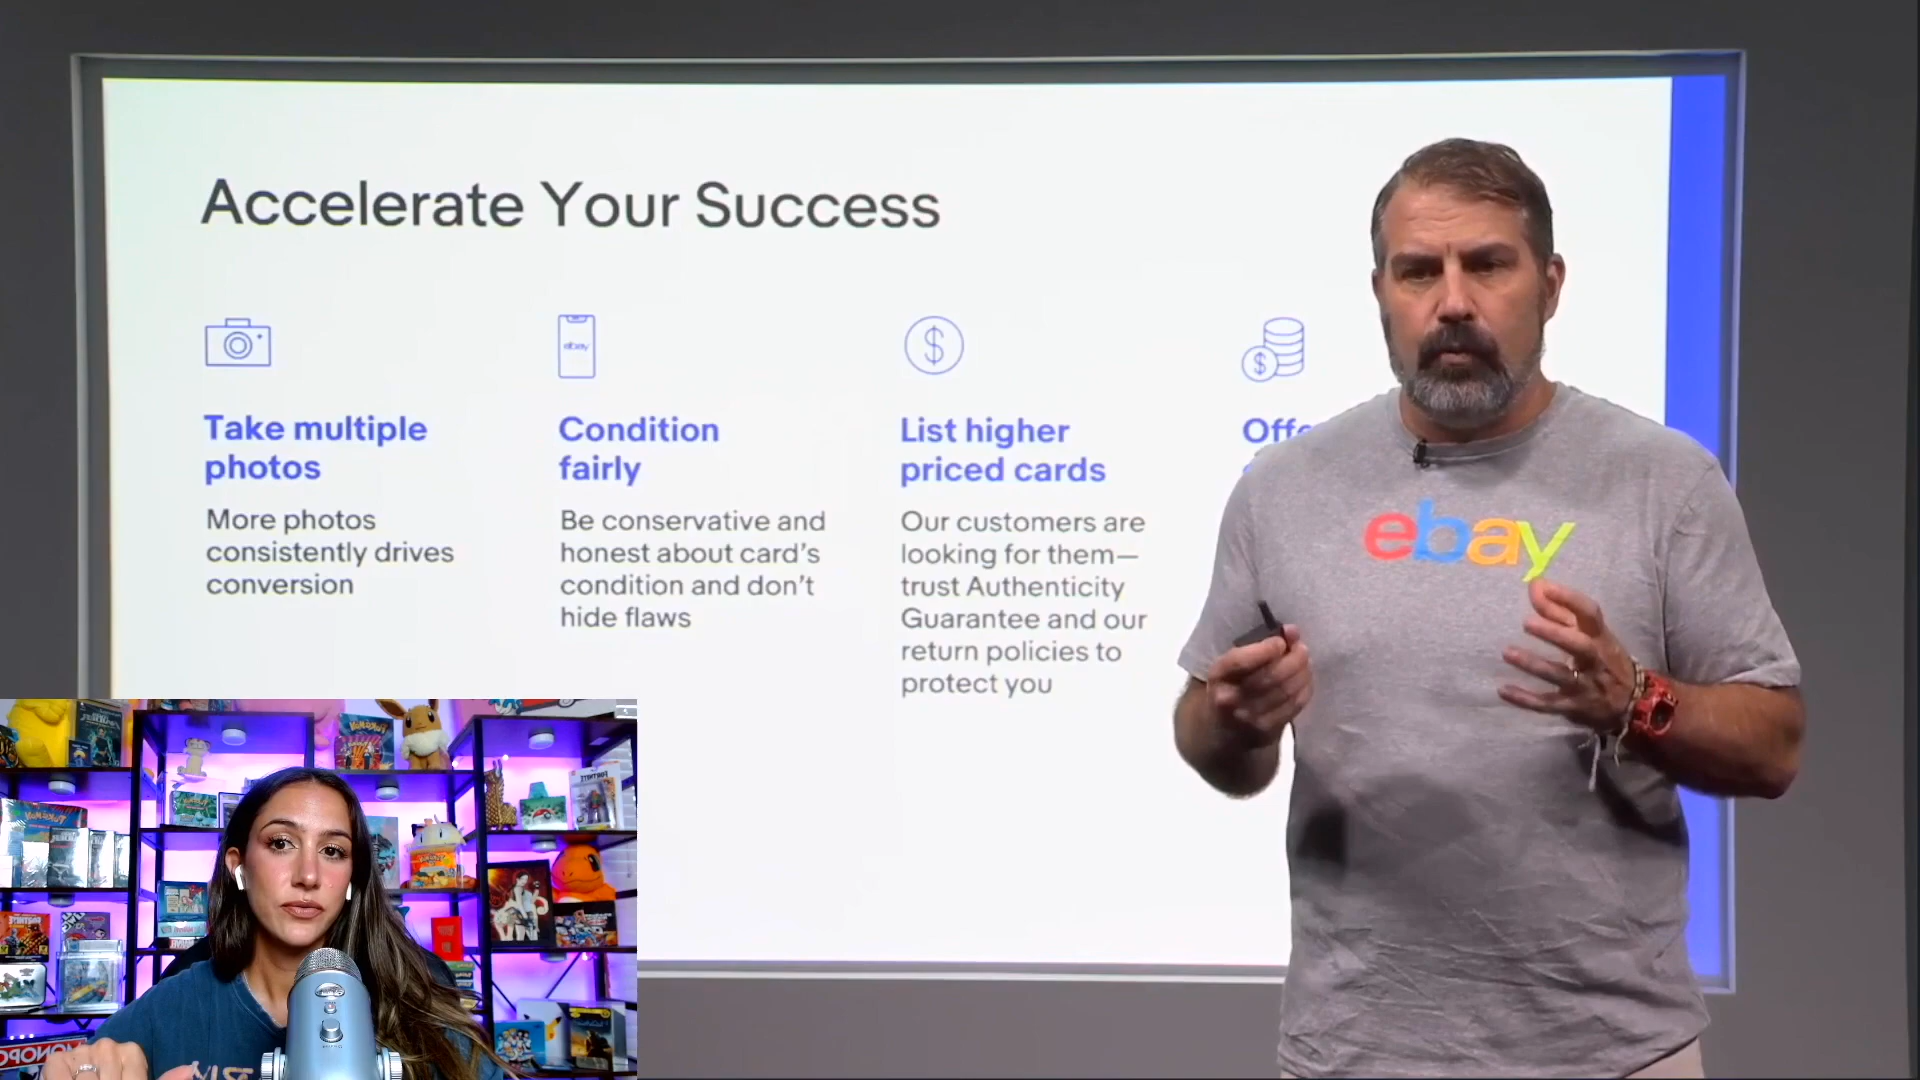 Accelerate Your Success
ebay
Take multiple
photos
More photos
consistently drives
conversion
Condition
fairly
Be conservative and
honest about card's
condition and don't
hide flaws
List higher
priced cards
Our customers are
looking for them—
trust Authenticity
Guarantee and our
return policies to
protect you
ebay